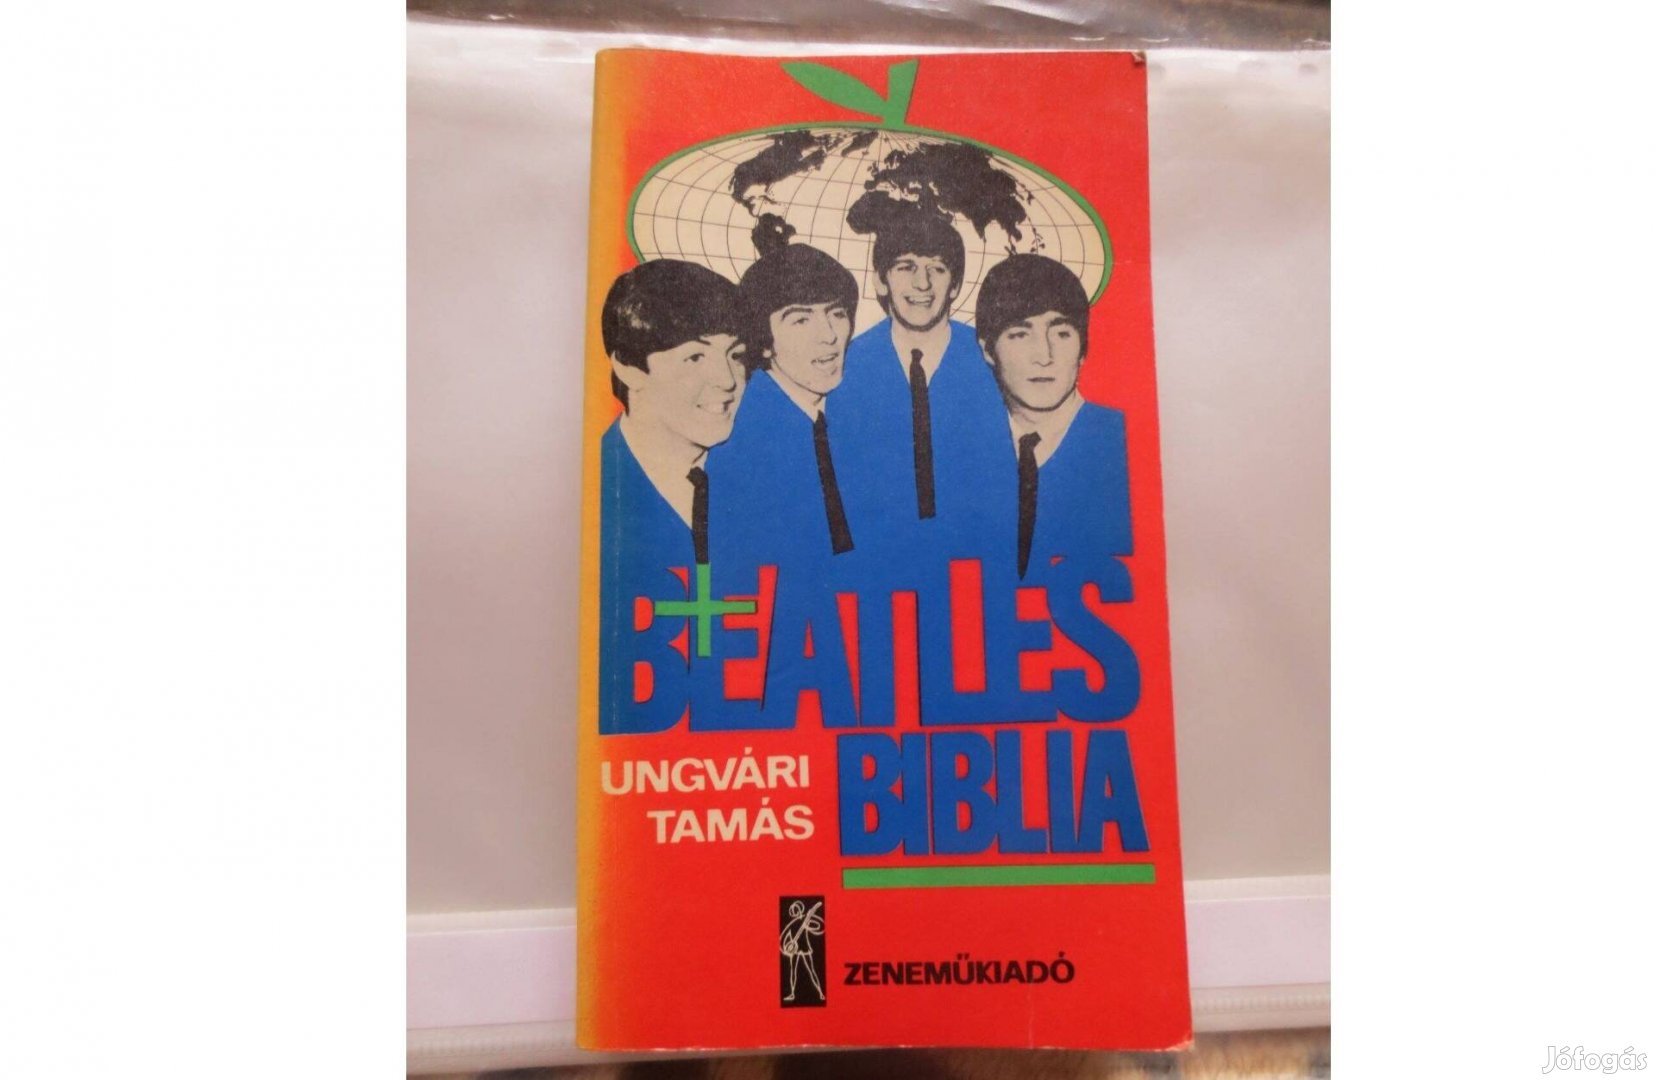 BEATLES
BIBLIA
UNGVÁRI
TAMÁS
ZENEMŰKIADÓ
Jófogás